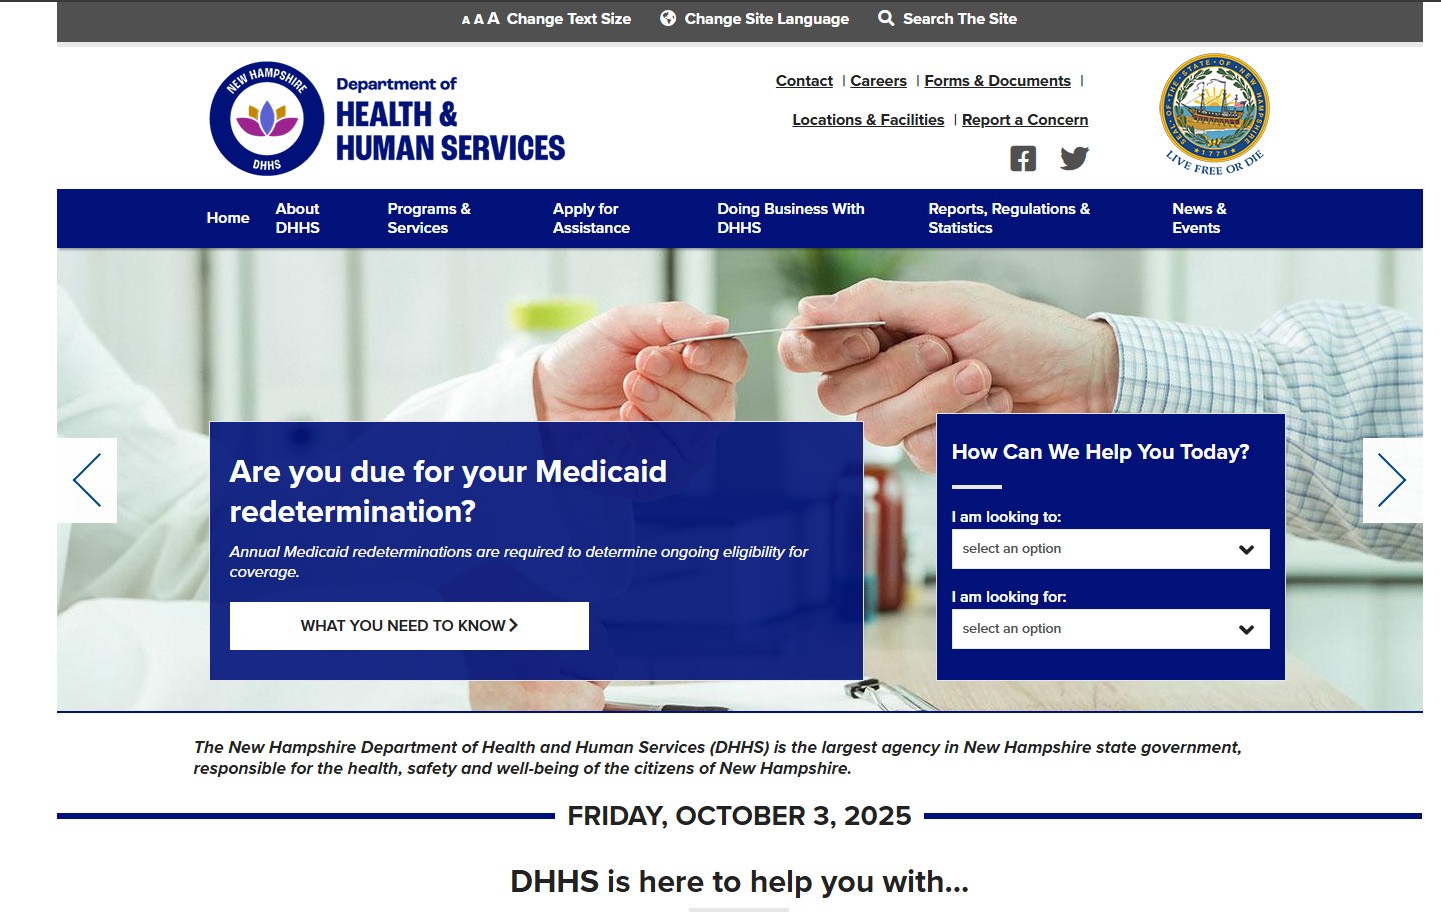 A A A Change Text Size Change Site Language Search The Site
NEW HAMPSHIRE
DHHS
Department of
HEALTH &
HUMAN SERVICES
Contact | Careers | Forms & Documents |
Locations & Facilities | Report a Concern
SEAL · OF · THE · STATE · OF · NEW HAMPSHIRE
★ 1776 ★
LIVE FREE OR DIE
Home
About
DHHS
Programs &
Services
Apply for
Assistance
Doing Business With
DHHS
Reports, Regulations &
Statistics
News &
Events
Are you due for your Medicaid
redetermination?
Annual Medicaid redeterminations are required to determine ongoing eligibility for
coverage.
WHAT YOU NEED TO KNOW
How Can We Help You Today?
I am looking to:
select an option
I am looking for:
select an option
The New Hampshire Department of Health and Human Services (DHHS) is the largest agency in New Hampshire state government,
responsible for the health, safety and well-being of the citizens of New Hampshire.
FRIDAY, OCTOBER 3, 2025
DHHS is here to help you with...